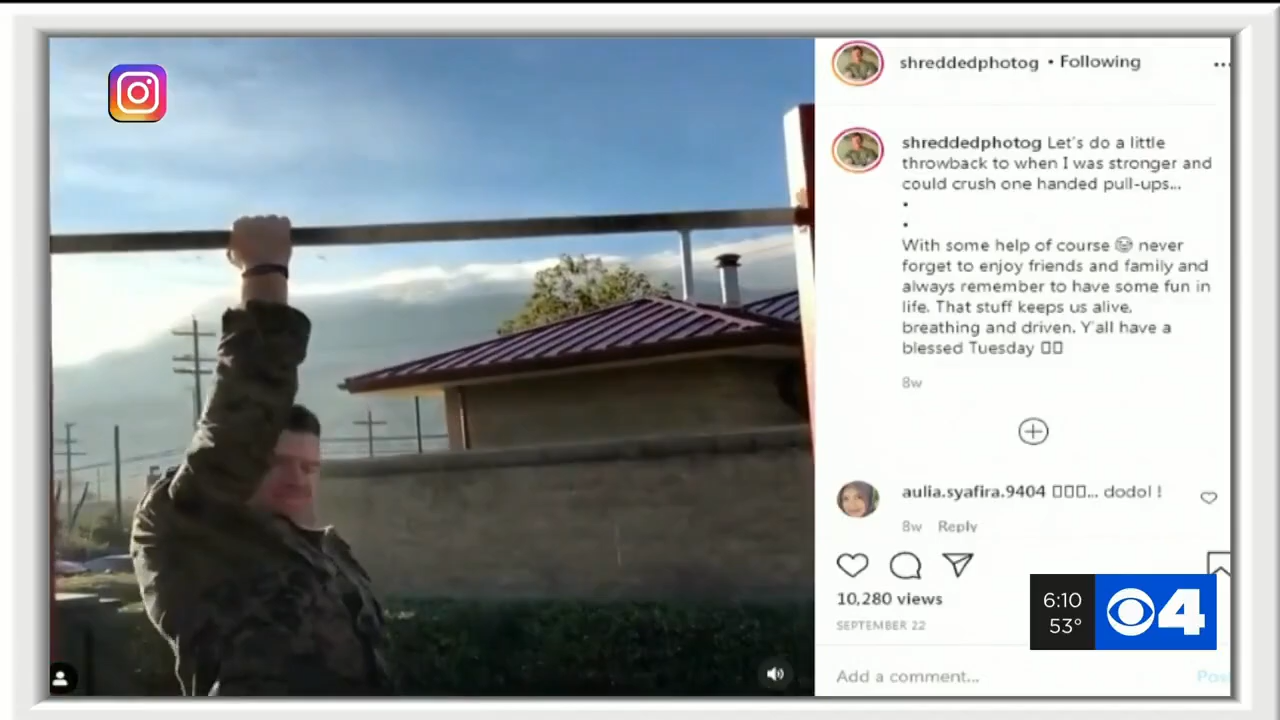 shreddedphotog • Following
shreddedphotog Let's do a little
throwback to when I was stronger and
could crush one handed pull-ups...
•
•
With some help of course 😅 never
forget to enjoy friends and family and
always remember to have some fun in
life. That stuff keeps us alive,
breathing and driven. Y'all have a
blessed Tuesday ▯▯
8w
aulia.syafira.9404 ▯▯▯... dodol !
8w Reply
10,280 views
SEPTEMBER 22
Add a comment...
6:10
53°
4